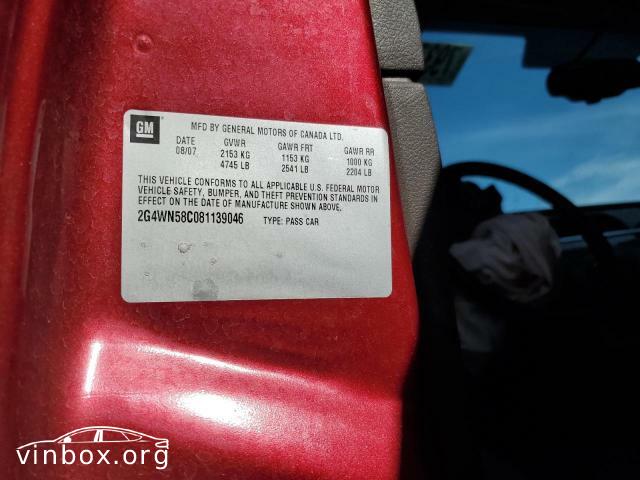 GM
MFD BY GENERAL MOTORS OF CANADA LTD.
DATE GVWR GAWR FRT GAWR RR
08/07 2153 KG 1153 KG 1000 KG
4745 LB 2541 LB 2204 LB
THIS VEHICLE CONFORMS TO ALL APPLICABLE U.S. FEDERAL MOTOR
VEHICLE SAFETY, BUMPER, AND THEFT PREVENTION STANDARDS IN
EFFECT ON THE DATE OF MANUFACTURE SHOWN ABOVE.
2G4WN58C081139046 TYPE: PASS CAR
vinbox.org